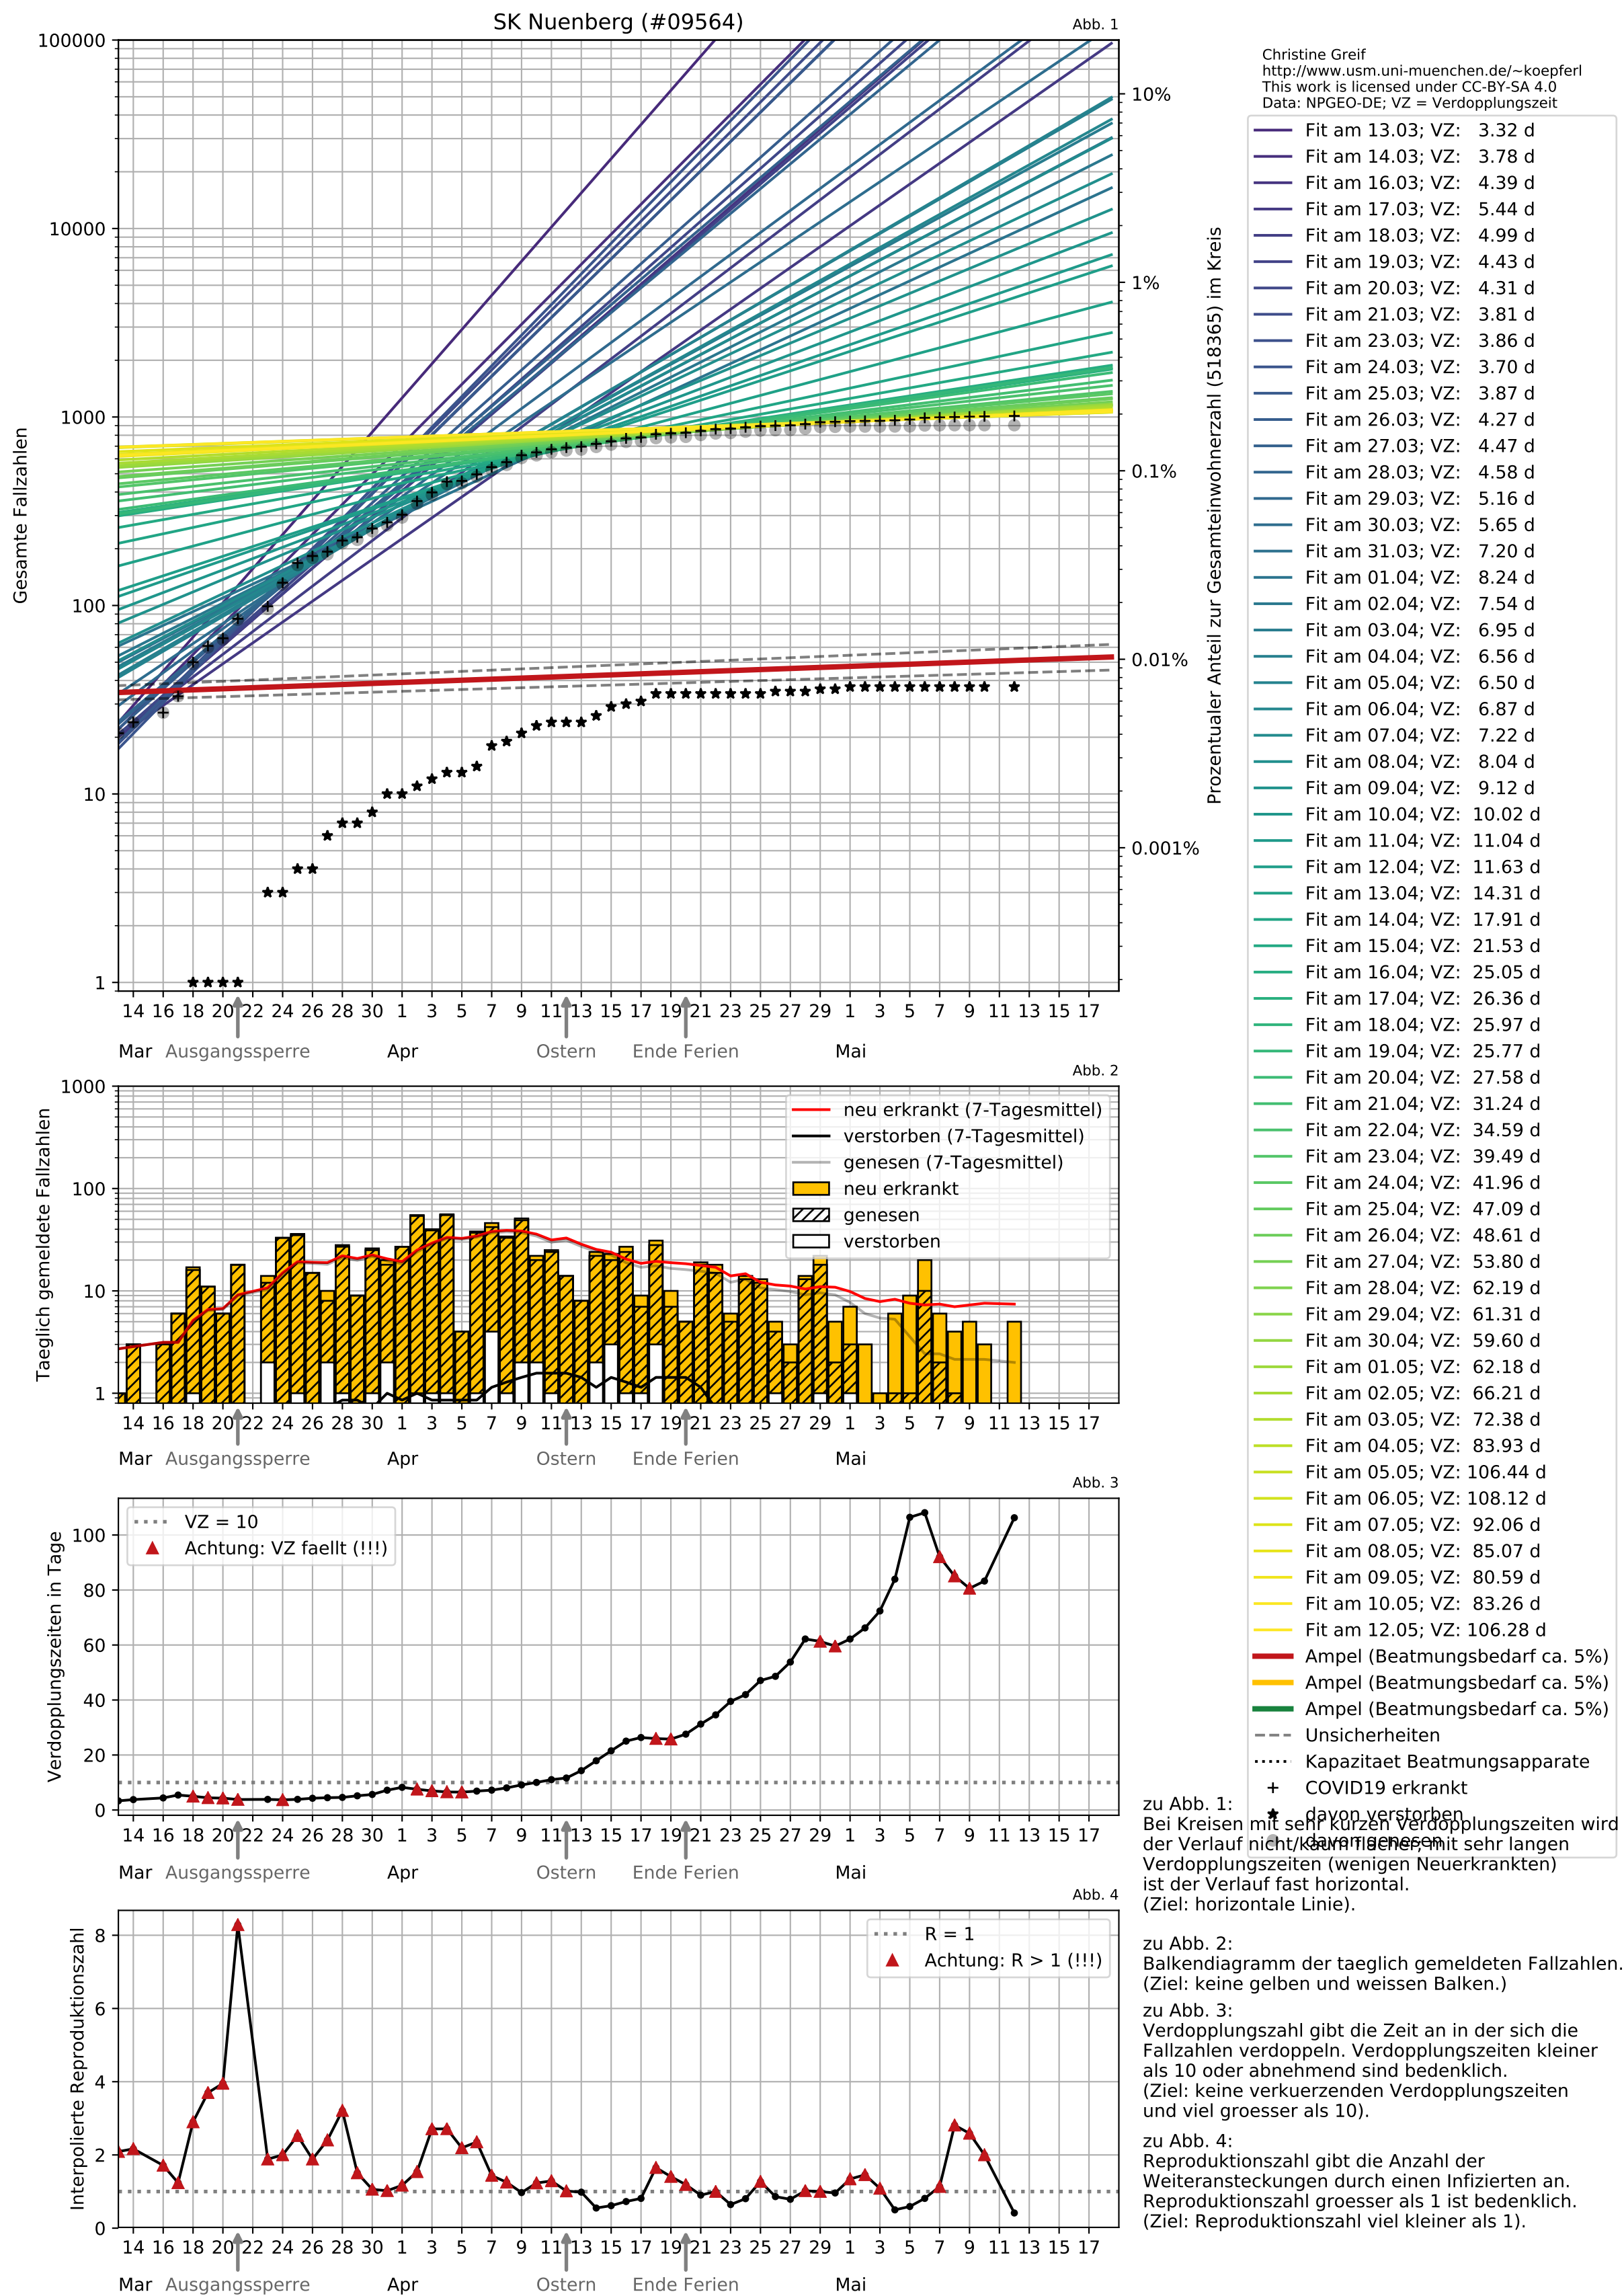 SK Nuenberg (#09564)
Abb. 1
Christine Greif
http://www.usm.uni-muenchen.de/~koepferl
This work is licensed under CC-BY-SA 4.0
Data: NPGEO-DE; VZ = Verdopplungszeit
100000
10000
1000
100
10
1
Gesamte Fallzahlen
10%
1%
0.1%
0.01%
0.001%
Prozentualer Anteil zur Gesamteinwohnerzahl (518365) im Kreis
14 16 18 20 22 24 26 28 30 1 3 5 7 9 11 13 15 17 19 21 23 25 27 29 1 3 5 7 9 11 13 15 17
Mar Ausgangssperre Apr Ostern Ende Ferien Mai
Fit am 13.03; VZ: 3.32 d
Fit am 14.03; VZ: 3.78 d
Fit am 16.03; VZ: 4.39 d
Fit am 17.03; VZ: 5.44 d
Fit am 18.03; VZ: 4.99 d
Fit am 19.03; VZ: 4.43 d
Fit am 20.03; VZ: 4.31 d
Fit am 21.03; VZ: 3.81 d
Fit am 23.03; VZ: 3.86 d
Fit am 24.03; VZ: 3.70 d
Fit am 25.03; VZ: 3.87 d
Fit am 26.03; VZ: 4.27 d
Fit am 27.03; VZ: 4.47 d
Fit am 28.03; VZ: 4.58 d
Fit am 29.03; VZ: 5.16 d
Fit am 30.03; VZ: 5.65 d
Fit am 31.03; VZ: 7.20 d
Fit am 01.04; VZ: 8.24 d
Fit am 02.04; VZ: 7.54 d
Fit am 03.04; VZ: 6.95 d
Fit am 04.04; VZ: 6.56 d
Fit am 05.04; VZ: 6.50 d
Fit am 06.04; VZ: 6.87 d
Fit am 07.04; VZ: 7.22 d
Fit am 08.04; VZ: 8.04 d
Fit am 09.04; VZ: 9.12 d
Fit am 10.04; VZ: 10.02 d
Fit am 11.04; VZ: 11.04 d
Fit am 12.04; VZ: 11.63 d
Fit am 13.04; VZ: 14.31 d
Fit am 14.04; VZ: 17.91 d
Fit am 15.04; VZ: 21.53 d
Fit am 16.04; VZ: 25.05 d
Fit am 17.04; VZ: 26.36 d
Fit am 18.04; VZ: 25.97 d
Fit am 19.04; VZ: 25.77 d
Fit am 20.04; VZ: 27.58 d
Fit am 21.04; VZ: 31.24 d
Fit am 22.04; VZ: 34.59 d
Fit am 23.04; VZ: 39.49 d
Fit am 24.04; VZ: 41.96 d
Fit am 25.04; VZ: 47.09 d
Fit am 26.04; VZ: 48.61 d
Fit am 27.04; VZ: 53.80 d
Fit am 28.04; VZ: 62.19 d
Fit am 29.04; VZ: 61.31 d
Fit am 30.04; VZ: 59.60 d
Fit am 01.05; VZ: 62.18 d
Fit am 02.05; VZ: 66.21 d
Fit am 03.05; VZ: 72.38 d
Fit am 04.05; VZ: 83.93 d
Fit am 05.05; VZ: 106.44 d
Fit am 06.05; VZ: 108.12 d
Fit am 07.05; VZ: 92.06 d
Fit am 08.05; VZ: 85.07 d
Fit am 09.05; VZ: 80.59 d
Fit am 10.05; VZ: 83.26 d
Fit am 12.05; VZ: 106.28 d
Ampel (Beatmungsbedarf ca. 5%)
Ampel (Beatmungsbedarf ca. 5%)
Ampel (Beatmungsbedarf ca. 5%)
Unsicherheiten
Kapazitaet Beatmungsapparate
COVID19 erkrankt
davon verstorben
davon genesen
Abb. 2
1000
100
10
1
Taeglich gemeldete Fallzahlen
neu erkrankt (7-Tagesmittel)
verstorben (7-Tagesmittel)
genesen (7-Tagesmittel)
neu erkrankt
genesen
verstorben
14 16 18 20 22 24 26 28 30 1 3 5 7 9 11 13 15 17 19 21 23 25 27 29 1 3 5 7 9 11 13 15 17
Mar Ausgangssperre Apr Ostern Ende Ferien Mai
Abb. 3
100
80
60
40
20
0
Verdopplungszeiten in Tage
VZ = 10
Achtung: VZ faellt (!!!)
14 16 18 20 22 24 26 28 30 1 3 5 7 9 11 13 15 17 19 21 23 25 27 29 1 3 5 7 9 11 13 15 17
Mar Ausgangssperre Apr Ostern Ende Ferien Mai
Abb. 4
8
6
4
2
0
Interpolierte Reproduktionszahl
R = 1
Achtung: R > 1 (!!!)
14 16 18 20 22 24 26 28 30 1 3 5 7 9 11 13 15 17 19 21 23 25 27 29 1 3 5 7 9 11 13 15 17
Mar Ausgangssperre Apr Ostern Ende Ferien Mai
zu Abb. 1:
Bei Kreisen mit sehr kurzen Verdopplungszeiten wird
der Verlauf nicht/kaum flacher, mit sehr langen
Verdopplungszeiten (wenigen Neuerkrankten)
ist der Verlauf fast horizontal.
(Ziel: horizontale Linie).
zu Abb. 2:
Balkendiagramm der taeglich gemeldeten Fallzahlen.
(Ziel: keine gelben und weissen Balken.)
zu Abb. 3:
Verdopplungszahl gibt die Zeit an in der sich die
Fallzahlen verdoppeln. Verdopplungszeiten kleiner
als 10 oder abnehmend sind bedenklich.
(Ziel: keine verkuerzenden Verdopplungszeiten
und viel groesser als 10).
zu Abb. 4:
Reproduktionszahl gibt die Anzahl der
Weiteransteckungen durch einen Infizierten an.
Reproduktionszahl groesser als 1 ist bedenklich.
(Ziel: Reproduktionszahl viel kleiner als 1).